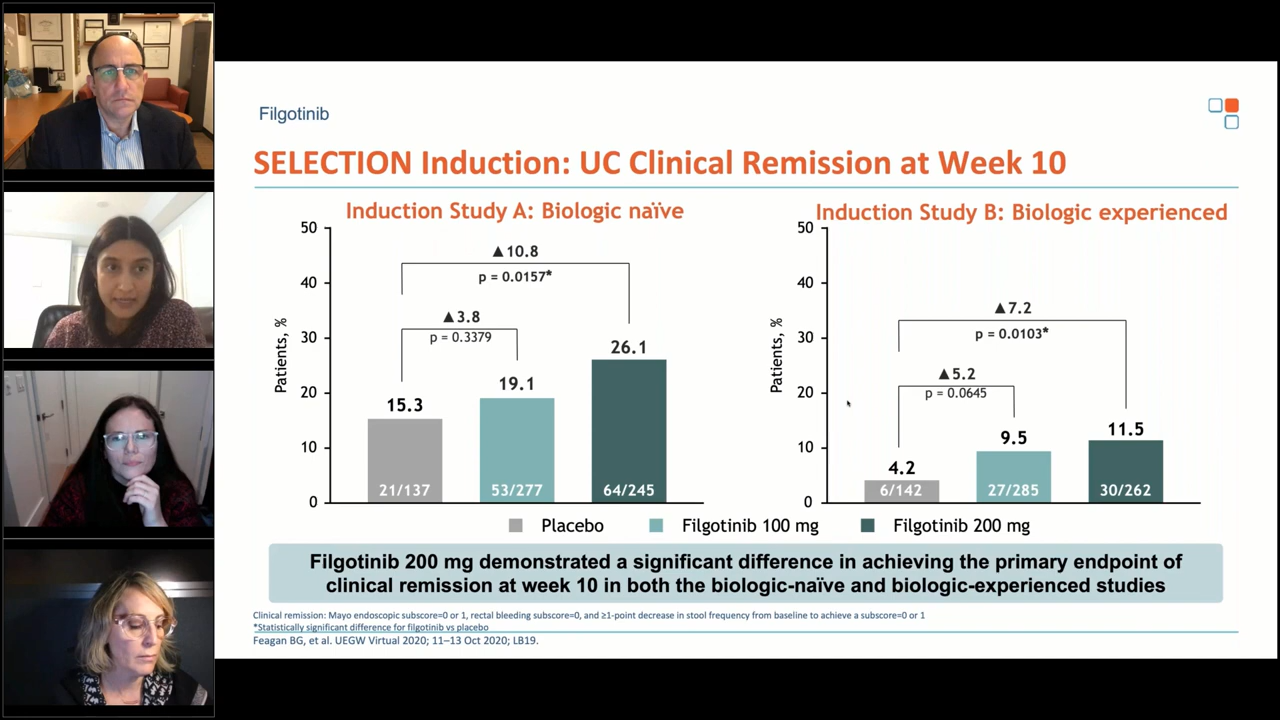 Filgotinib
SELECTION Induction: UC Clinical Remission at Week 10
Induction Study A: Biologic naïve
50
40
30
20
10
0
Patients, %
▲10.8
p = 0.0157*
▲3.8
p = 0.3379
15.3
19.1
26.1
21/137
53/277
64/245
Induction Study B: Biologic experienced
50
40
30
20
10
0
Patients, %
▲7.2
p = 0.0103*
▲5.2
p = 0.0645
4.2
9.5
11.5
6/142
27/285
30/262
Placebo
Filgotinib 100 mg
Filgotinib 200 mg
Filgotinib 200 mg demonstrated a significant difference in achieving the primary endpoint of
clinical remission at week 10 in both the biologic-naïve and biologic-experienced studies
Clinical remission: Mayo endoscopic subscore=0 or 1, rectal bleeding subscore=0, and ≥1-point decrease in stool frequency from baseline to achieve a subscore=0 or 1
*Statistically significant difference for filgotinib vs placebo
Feagan BG, et al. UEGW Virtual 2020; 11–13 Oct 2020; LB19.